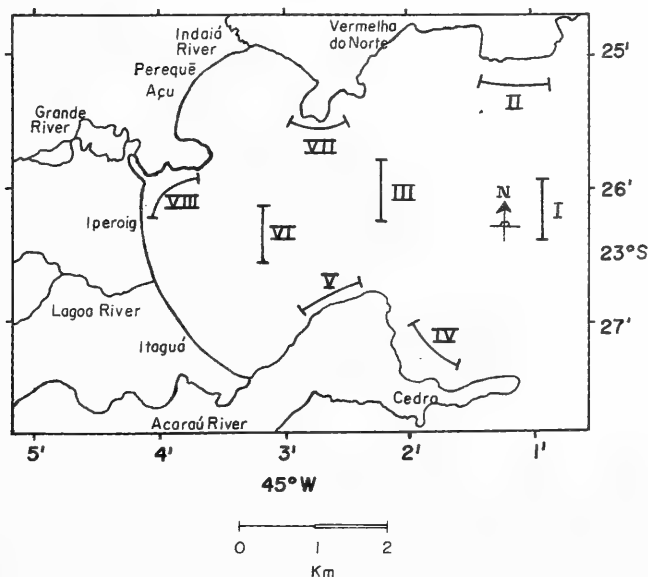 Indaiá
River
Vermelha
do Norte
25'
Perequê
Açu
Grande
River
II
VII
26'
III
N
I
VIII
Iperoig
VI
23°S
V
Lagoa River
27'
IV
Itaguá
Cedro
Acaraú River
5'
4'
3'
2'
1'
45°W
0
1
2
Km